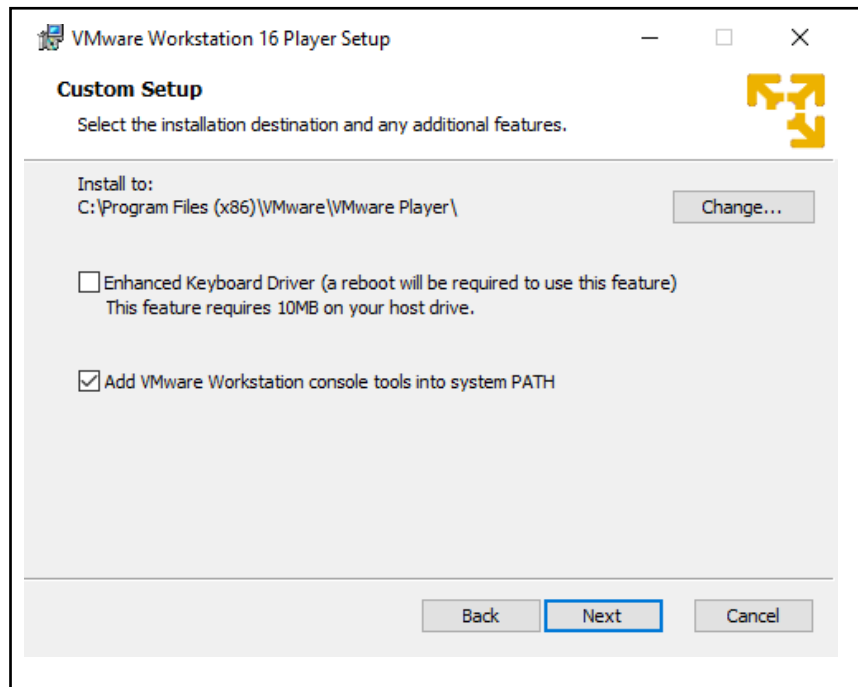 VMware Workstation 16 Player Setup
Custom Setup
Select the installation destination and any additional features.
Install to:
C:\Program Files (x86)\VMware\VMware Player\
Change...
Enhanced Keyboard Driver (a reboot will be required to use this feature)
This feature requires 10MB on your host drive.
Add VMware Workstation console tools into system PATH
Back
Next
Cancel